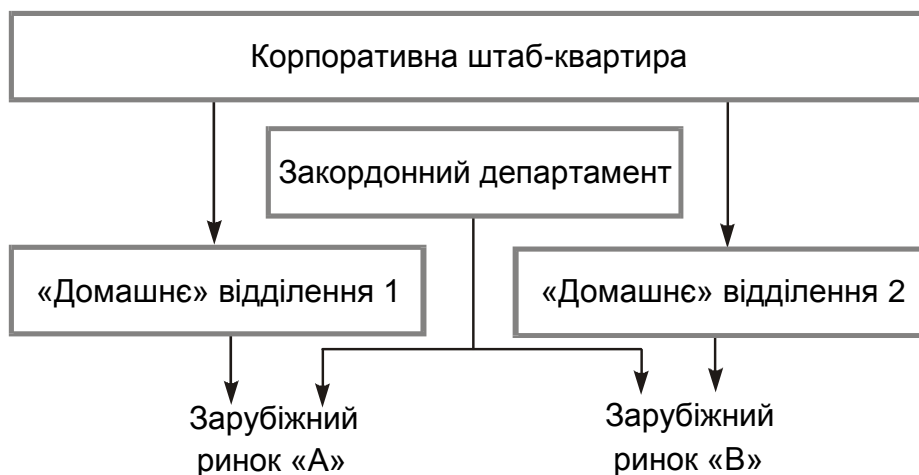 Корпоративна штаб-квартира
Закордонний департамент
«Домашнє» відділення 1
«Домашнє» відділення 2
Зарубіжний
ринок «А»
Зарубіжний
ринок «В»